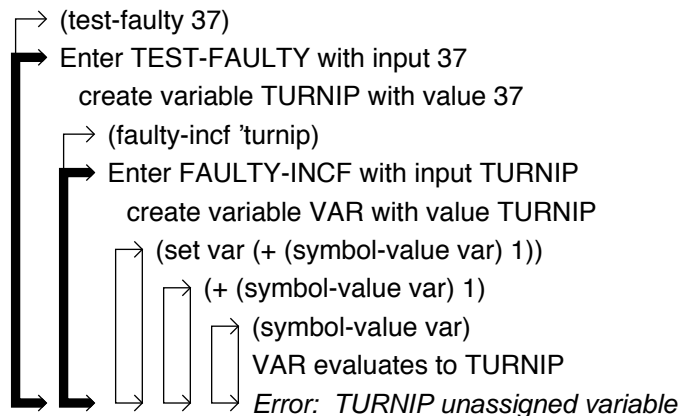 (test-faulty 37)
Enter TEST-FAULTY with input 37
create variable TURNIP with value 37
(faulty-incf ’turnip)
Enter FAULTY-INCF with input TURNIP
create variable VAR with value TURNIP
(set var (+ (symbol-value var) 1))
(+ (symbol-value var) 1)
(symbol-value var)
VAR evaluates to TURNIP
Error: TURNIP unassigned variable